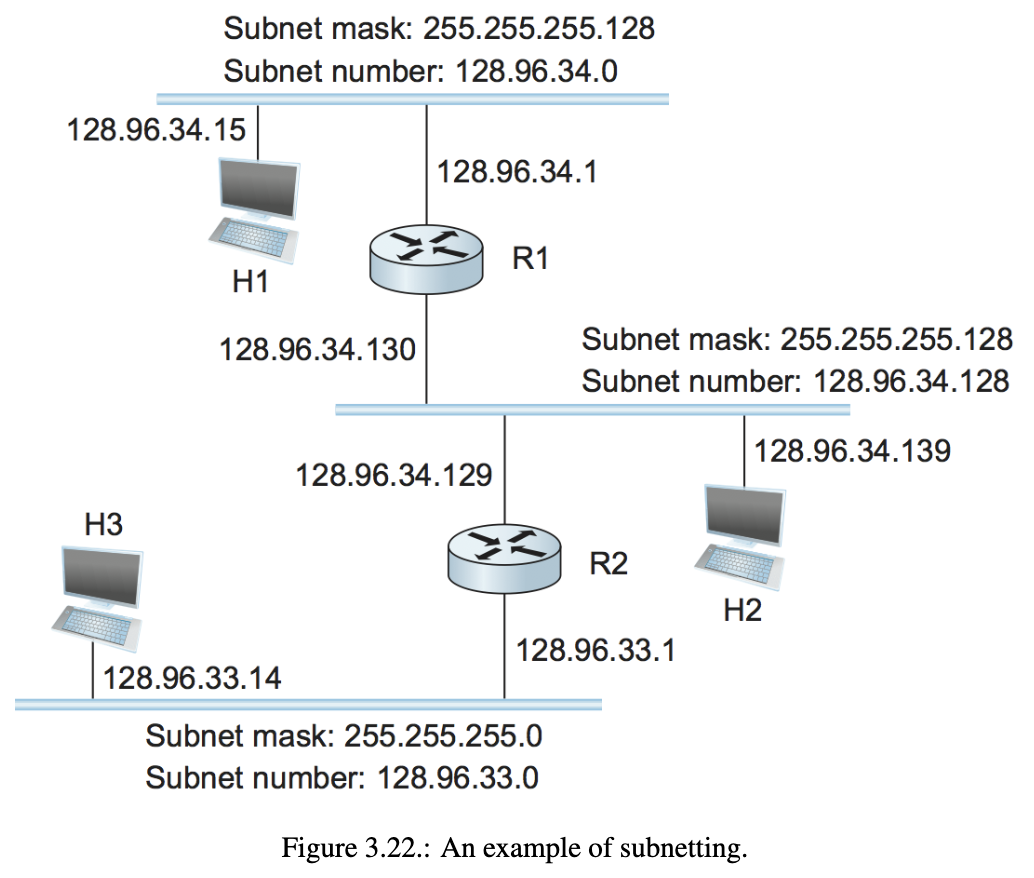 Subnet mask: 255.255.255.128
Subnet number: 128.96.34.0
128.96.34.15
128.96.34.1
R1
H1
128.96.34.130
Subnet mask: 255.255.255.128
Subnet number: 128.96.34.128
128.96.34.139
128.96.34.129
H3
R2
H2
128.96.33.1
128.96.33.14
Subnet mask: 255.255.255.0
Subnet number: 128.96.33.0
Figure 3.22.: An example of subnetting.